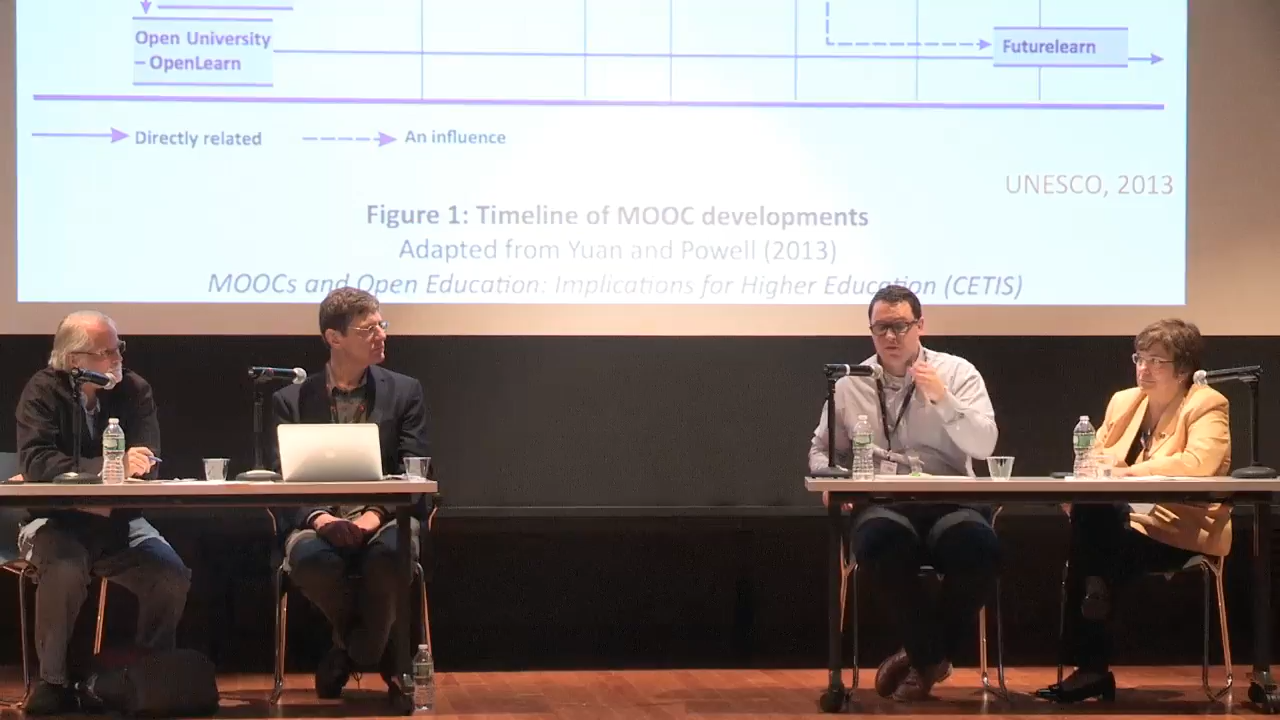 Open University
– OpenLearn
Futurelearn
Directly related
An influence
UNESCO, 2013
Figure 1: Timeline of MOOC developments
Adapted from Yuan and Powell (2013)
MOOCs and Open Education: Implications for Higher Education (CETIS)